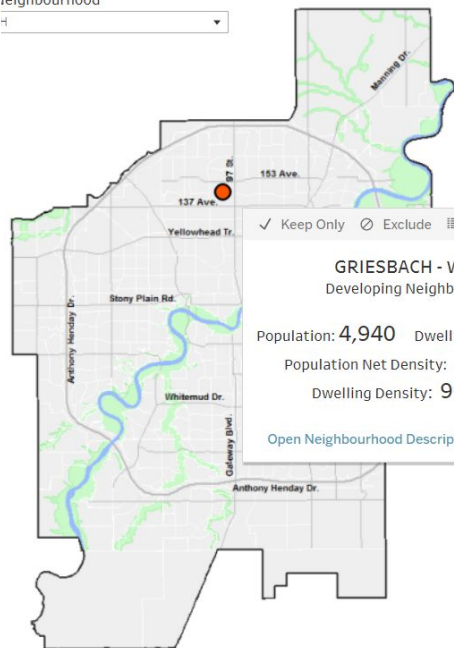 Neighbourhood
H
Manning Dr.
97 St.
153 Ave.
137 Ave.
Yellowhead Tr.
Keep Only Exclude
GRIESBACH - W
Developing Neighb
Stony Plain Rd.
Population: 4,940 Dwell
Anthony Henday Dr.
Population Net Density:
Whitemud Dr.
Dwelling Density: 9
Gateway Blvd.
Open Neighbourhood Descrip
Anthony Henday Dr.